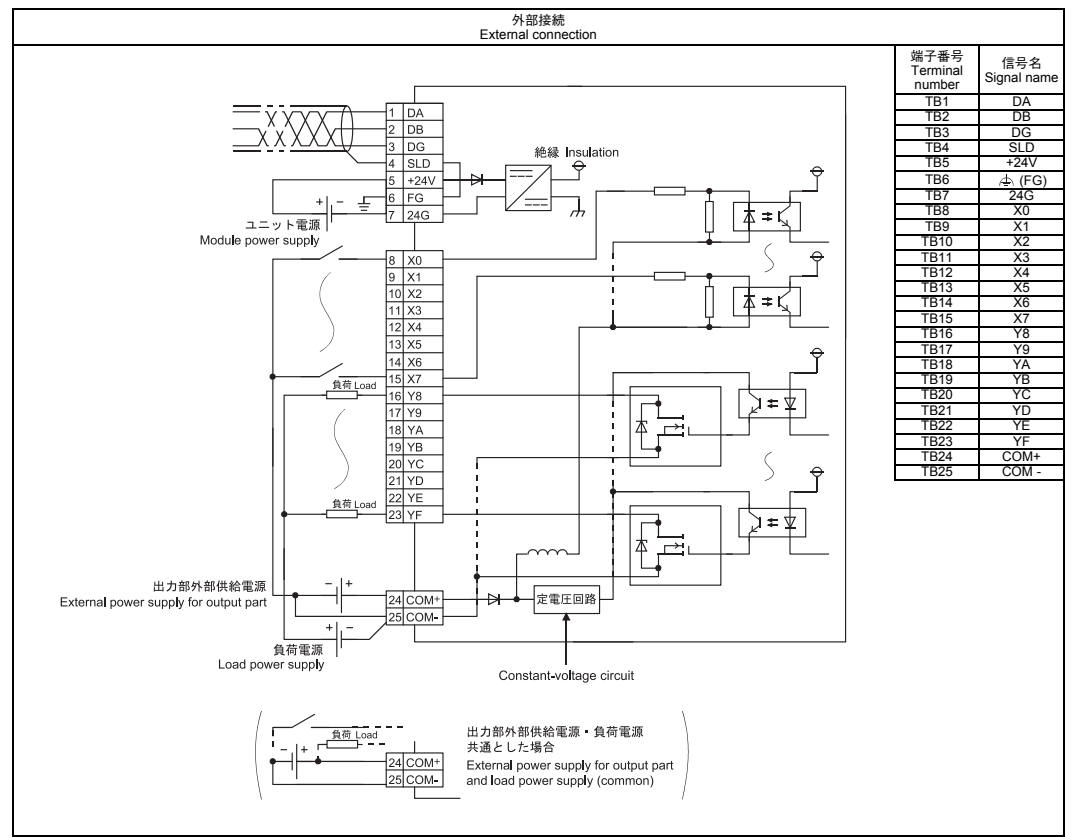 外部接続
External connection
1 DA
2 DB
3 DG
4 SLD
5 +24V
6 FG
7 24G
絶縁 Insulation
+ −
ユニット電源
Module power supply
8 X0
9 X1
10 X2
11 X3
12 X4
13 X5
14 X6
15 X7
16 Y8
17 Y9
18 YA
19 YB
20 YC
21 YD
22 YE
23 YF
負荷 Load
負荷 Load
出力部外部供給電源
External power supply for output part
− +
24 COM+
25 COM-
定電圧回路
+ −
負荷電源
Load power supply
Constant-voltage circuit
負荷 Load
− +
24 COM+
25 COM-
出力部外部供給電源・負荷電源
共通とした場合
External power supply for output part
and load power supply (common)
端子番号 信号名
Terminal number Signal name
TB1 DA
TB2 DB
TB3 DG
TB4 SLD
TB5 +24V
TB6 (FG)
TB7 24G
TB8 X0
TB9 X1
TB10 X2
TB11 X3
TB12 X4
TB13 X5
TB14 X6
TB15 X7
TB16 Y8
TB17 Y9
TB18 YA
TB19 YB
TB20 YC
TB21 YD
TB22 YE
TB23 YF
TB24 COM+
TB25 COM -